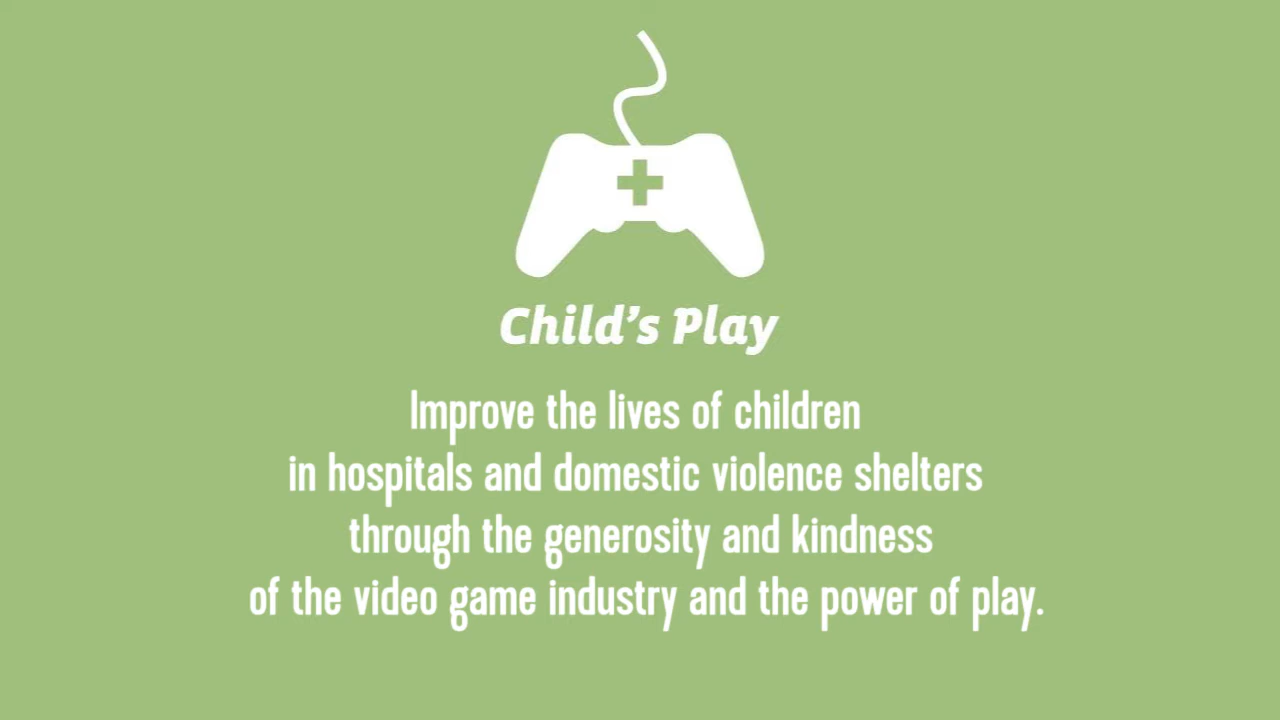 Child’s Play
Improve the lives of children
in hospitals and domestic violence shelters
through the generosity and kindness
of the video game industry and the power of play.